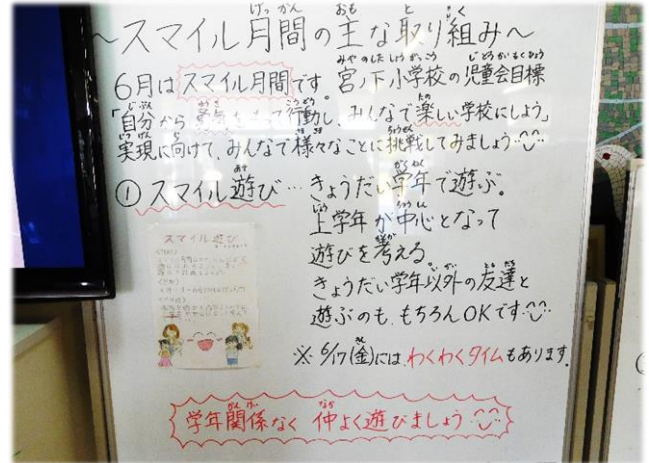 ～スマイル月間の主な取り組み～
6月はスマイル月間です。宮ノ下小学校の児童会目標
「自分から勇気をもって行動し、みんなで楽しい学校にしよう」
実現に向けて、みんなで様々なことに挑戦してみましょう
① スマイル遊び…きょうだい学年で遊ぶ。
上学年が中心となって
遊びを考える。
きょうだい学年以外の友達と
遊ぶのも、もちろんOKです
スマイル遊び
※ 6/17(金)には、わくわくタイムもあります。
学年関係なく 仲よく遊びましょう